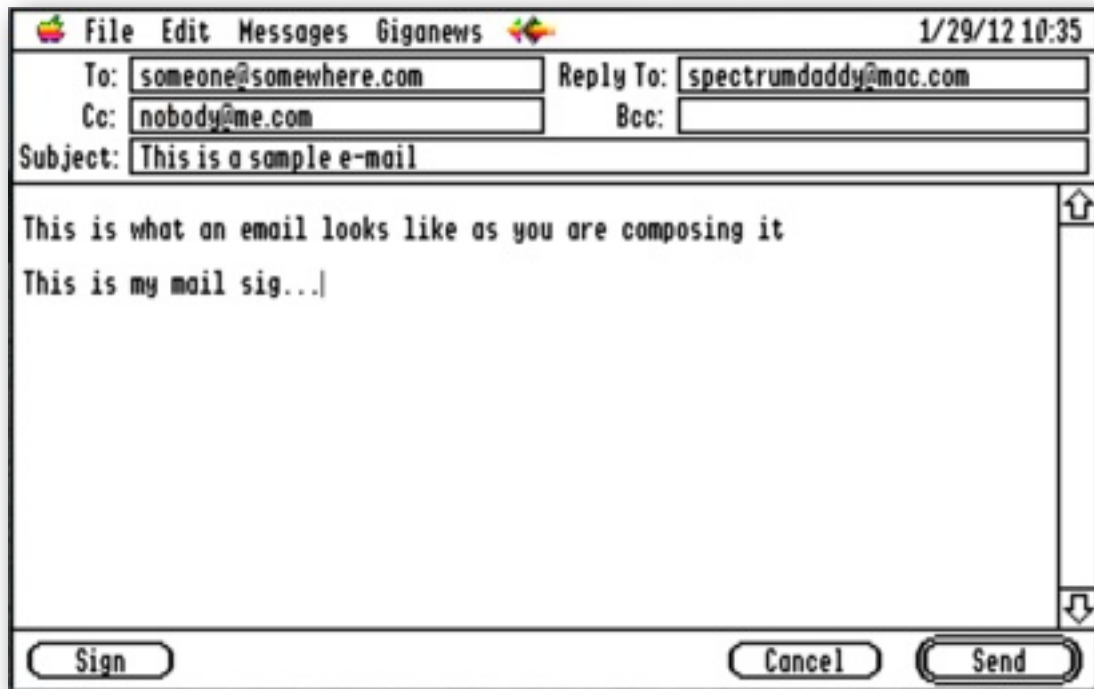 File Edit Messages Giganews 1/29/12 10:35
To: someone@somewhere.com Reply To: spectrumdaddy@mac.com
Cc: nobody@me.com Bcc:
Subject: This is a sample e-mail
This is what an email looks like as you are composing it
This is my mail sig...
Sign Cancel Send